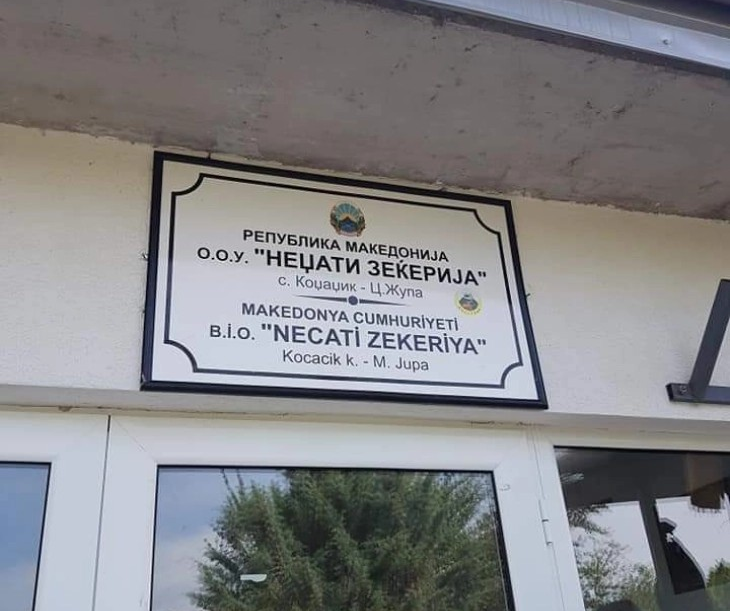 РЕПУБЛИКА МАКЕДОНИЈА
О.О.У. "НЕЏАТИ ЗЕЌЕРИЈА"
с. Коџаџик - Ц.Жупа
MAKEDONYA CUMHURİYETİ
B.İ.O. "NECATİ ZEKERİYA"
Kocacik k. - M. Jupa